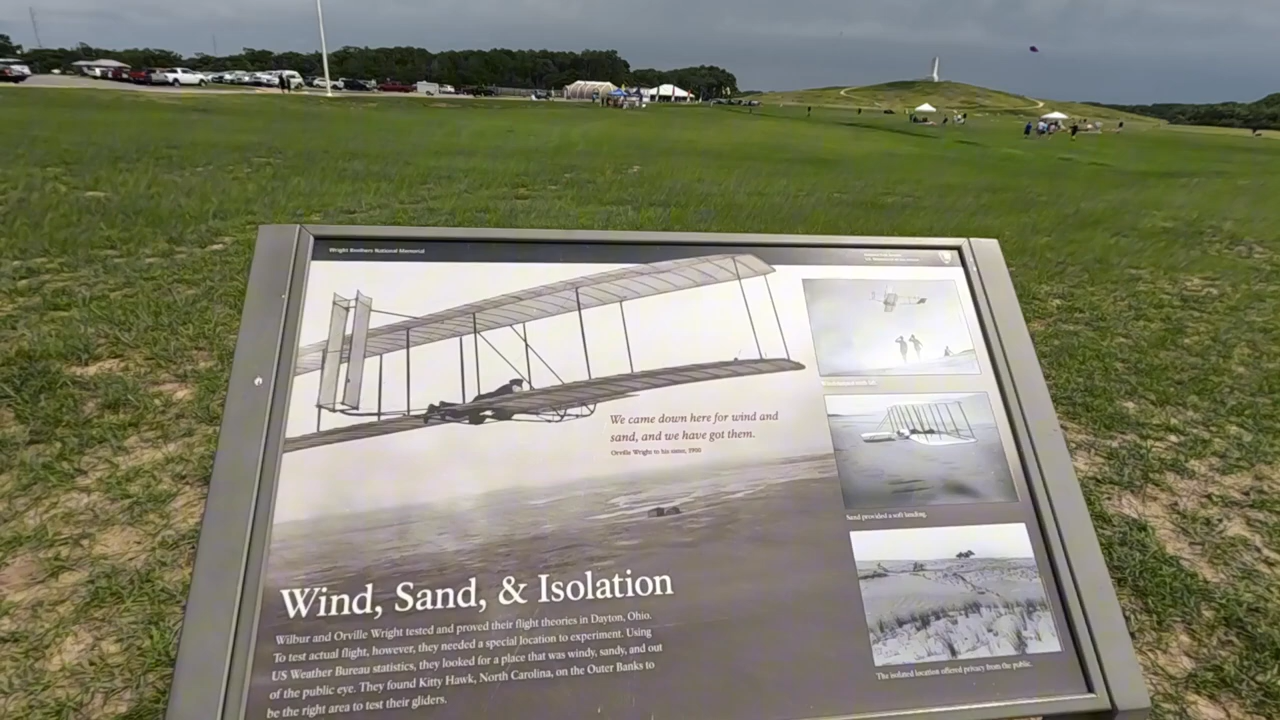 Wright Brothers National Memorial
We came down here for wind and
sand, and we have got them.
Orville Wright to his sister, 1900
Sand provided a soft landing.
The isolated location offered privacy from the public.
Wind, Sand, & Isolation
Wilbur and Orville Wright tested and proved their flight theories in Dayton, Ohio.
To test actual flight, however, they needed a special location to experiment. Using
US Weather Bureau statistics, they looked for a place that was windy, sandy, and out
of the public eye. They found Kitty Hawk, North Carolina, on the Outer Banks to
be the right area to test their gliders.